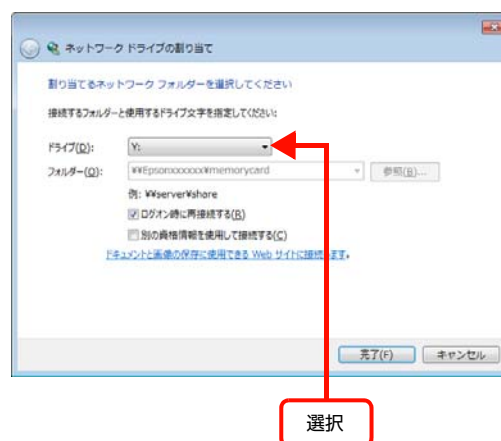 ネットワーク ドライブの割り当て
割り当てるネットワーク フォルダーを選択してください
接続するフォルダーと使用するドライブ文字を指定してください:
ドライブ(D): Y:
フォルダー(O): ¥¥Epsonxxxxxx¥memorycard 参照(B)...
例: ¥¥server¥share
ログオン時に再接続する(R)
別の資格情報を使用して接続する(C)
ドキュメントと画像の保存に使用できる Web サイトに接続します。
完了(F) キャンセル
選択